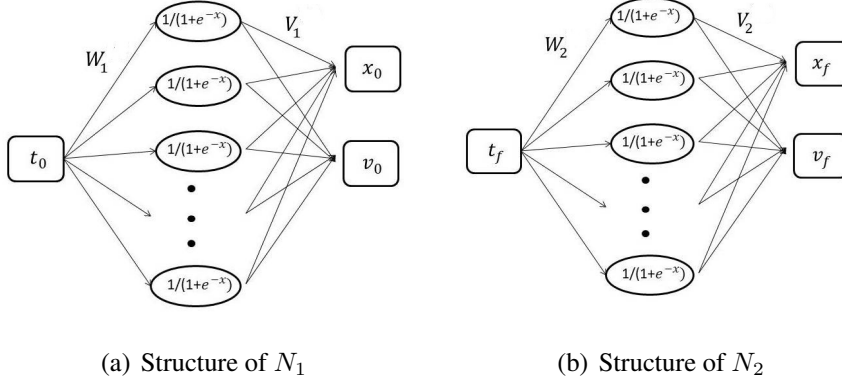 1/(1+e^{-x})
W_1
V_1
1/(1+e^{-x})
x_0
1/(1+e^{-x})
t_0
v_0
1/(1+e^{-x})
(a) Structure of N_1
1/(1+e^{-x})
W_2
V_2
1/(1+e^{-x})
x_f
1/(1+e^{-x})
t_f
v_f
1/(1+e^{-x})
(b) Structure of N_2